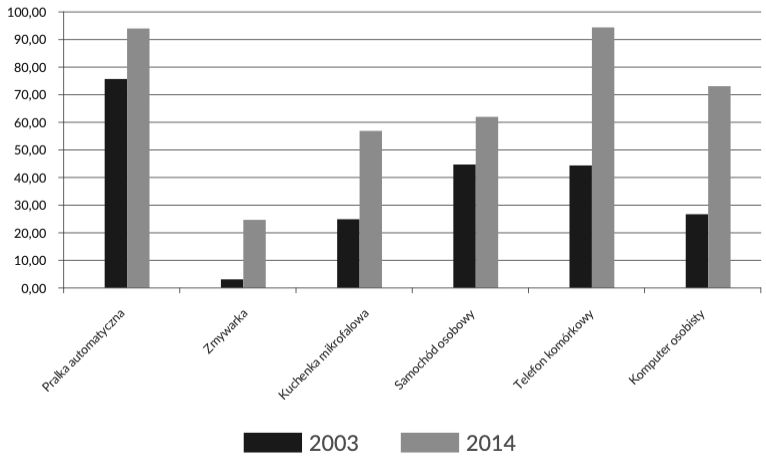 100,00
90,00
80,00
70,00
60,00
50,00
40,00
30,00
20,00
10,00
0,00
Pralka automatyczna
Zmywarka
Kuchenka mikrofalowa
Samochód osobowy
Telefon komórkowy
Komputer osobisty
2003 2014